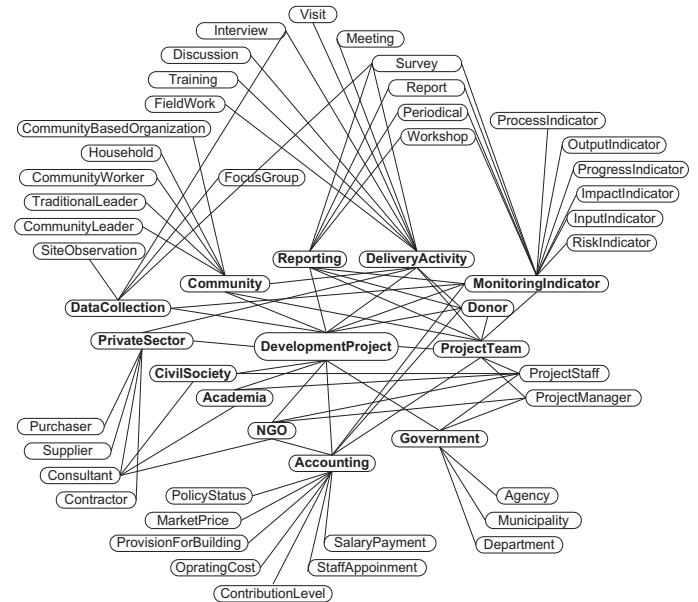 Visit
Interview
Meeting
Discussion
Survey
Training
Report
FieldWork
Periodical
ProcessIndicator
CommunityBasedOrganization
Workshop
OutputIndicator
Household
ProgressIndicator
CommunityWorker
FocusGroup
ImpactIndicator
TraditionalLeader
InputIndicator
CommunityLeader
RiskIndicator
SiteObservation
Reporting
DeliveryActivity
Community
MonitoringIndicator
DataCollection
Donor
PrivateSector
DevelopmentProject
ProjectTeam
CivilSociety
ProjectStaff
Academia
ProjectManager
Purchaser
NGO
Government
Supplier
Accounting
Consultant
Contractor
PolicyStatus
Agency
MarketPrice
Municipality
ProvisionForBuilding
SalaryPayment
Department
OpratingCost
StaffAppoinment
ContributionLevel